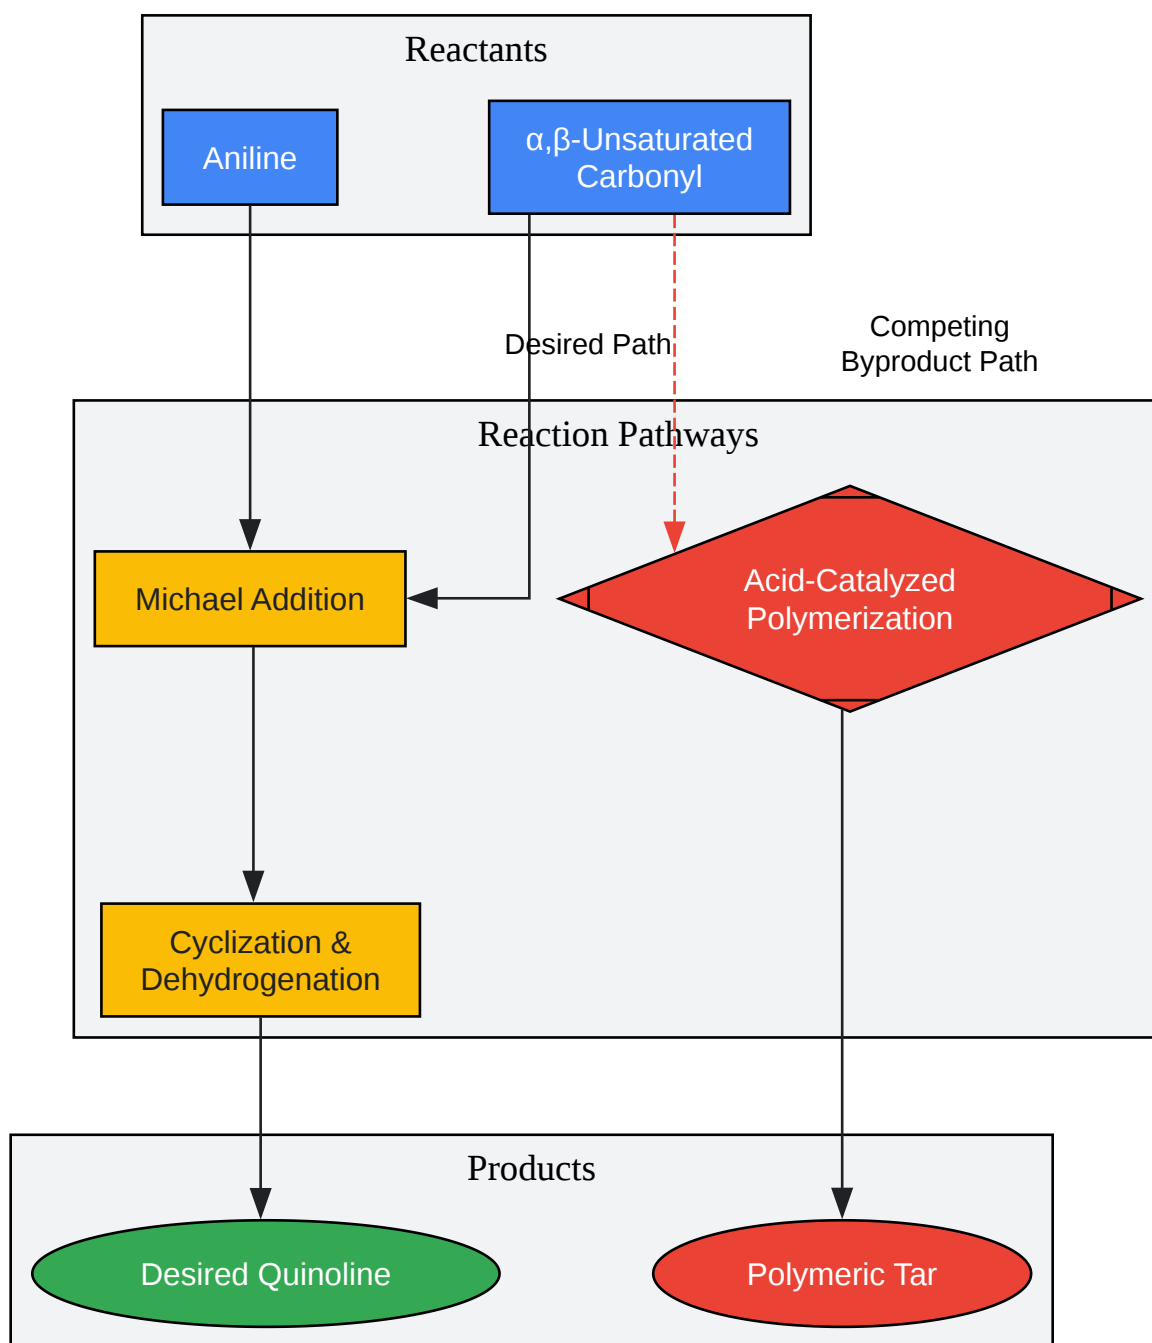 Reactants
Aniline
α,β-Unsaturated
Carbonyl
Desired Path
Competing
Byproduct Path
Reaction Pathways
Michael Addition
Acid-Catalyzed
Polymerization
Cyclization &
Dehydrogenation
Products
Desired Quinoline
Polymeric Tar